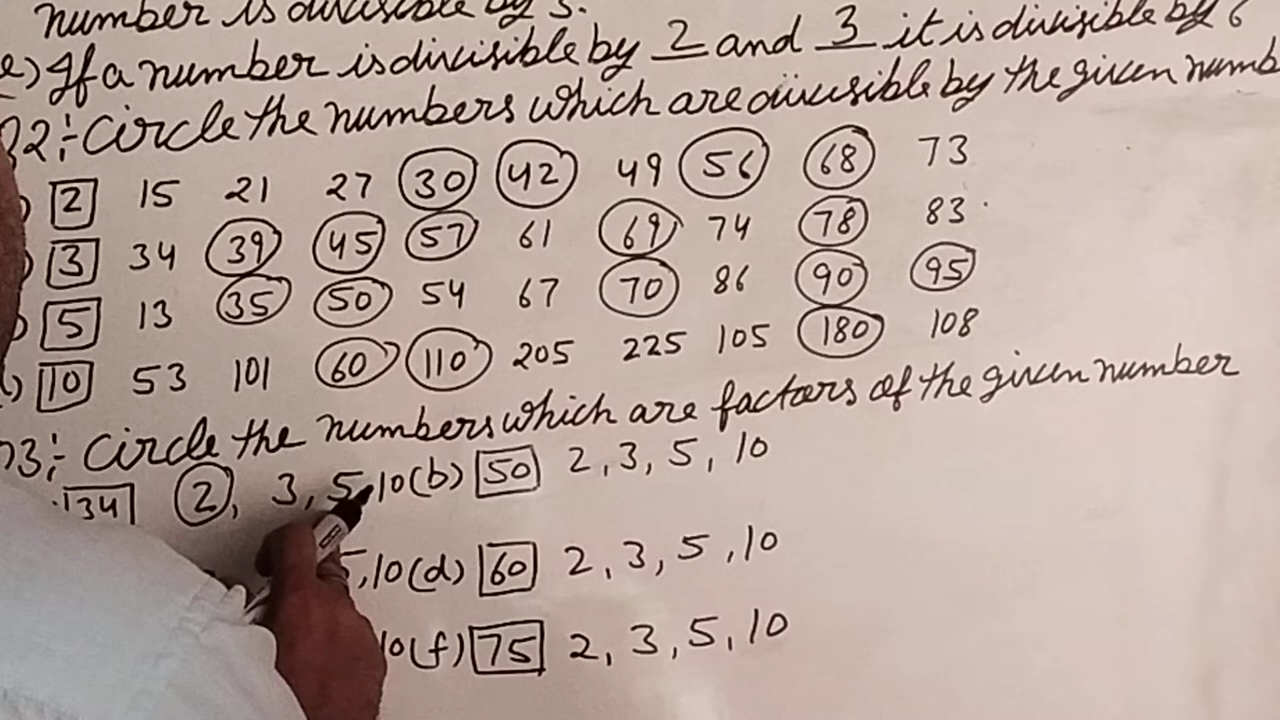 number is divisible by 5.
e) If a number is divisible by 2 and 3 it is divisible by 6
Q2:- Circle the numbers which are divisible by the given numb
2 15 21 27 30 42 49 56 68 73
3 34 39 45 57 61 69 74 78 83
5 13 35 50 54 67 70 86 90 95
10 53 101 60 110 205 225 105 180 108
Q3:- Circle the numbers which are factors of the given number
34 2, 3, 5, 10 (b) 50 2, 3, 5, 10
5, 10 (d) 60 2, 3, 5, 10
10 (f) 75 2, 3, 5, 10